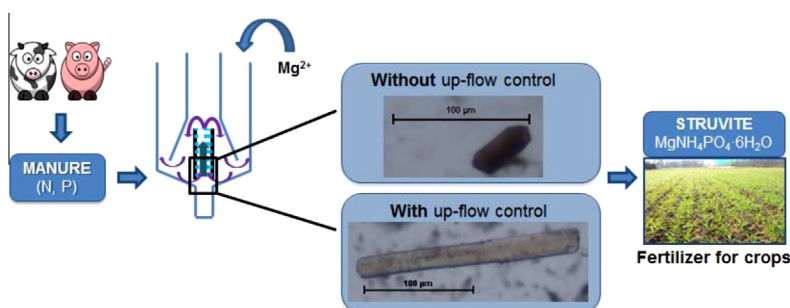 Mg²⁺
MANURE
(N, P)
Without up-flow control
100 µm
With up-flow control
100 µm
STRUVITE
MgNH₄PO₄·6H₂O
Fertilizer for crops